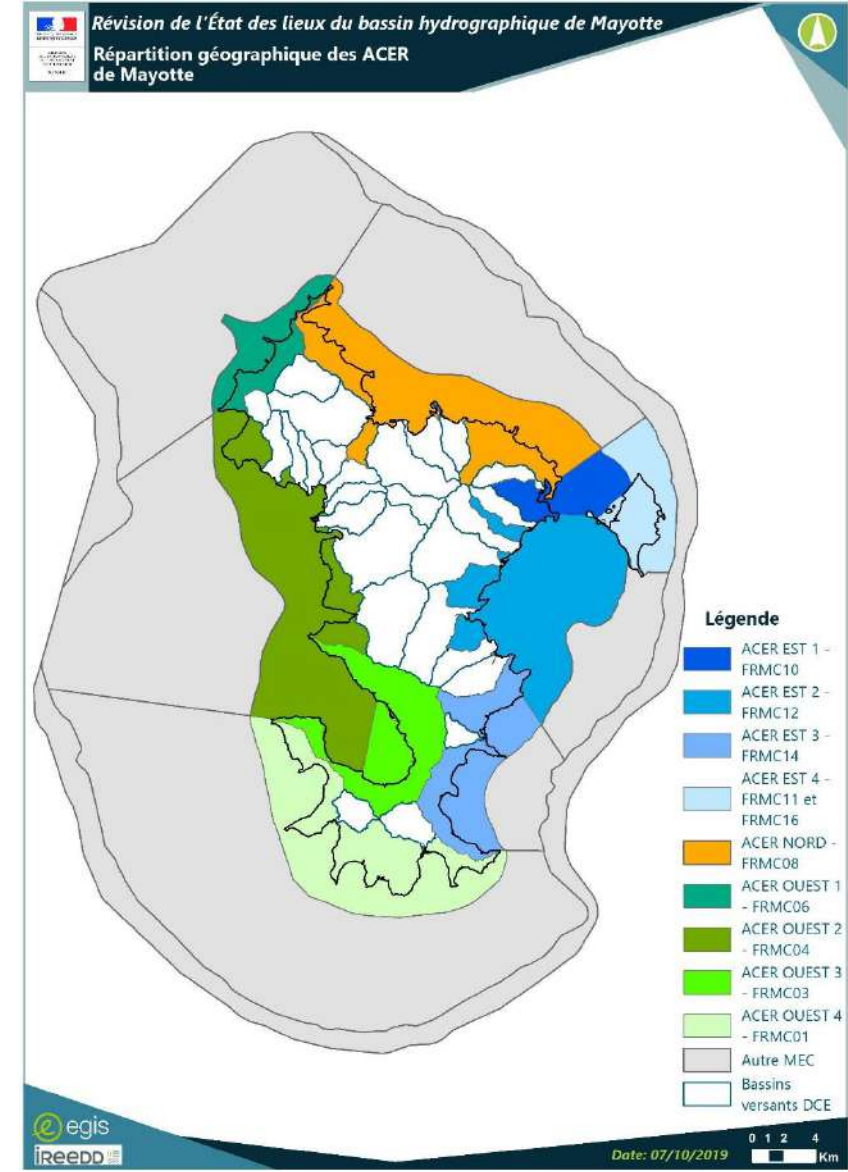 Révision de l'État des lieux du bassin hydrographique de Mayotte
Répartition géographique des ACER
de Mayotte
Légende
ACER EST 1 -
FRMC10
ACER EST 2 -
FRMC12
ACER EST 3 -
FRMC14
ACER EST 4 -
FRMC11 et
FRMC16
ACER NORD -
FRMC08
ACER OUEST 1
- FRMC06
ACER OUEST 2
- FRMC04
ACER OUEST 3
- FRMC03
ACER OUEST 4
- FRMC01
Autre MEC
Bassins
versants DCE
egis
iReeDD
Date: 07/10/2019
0 1 2 4
Km